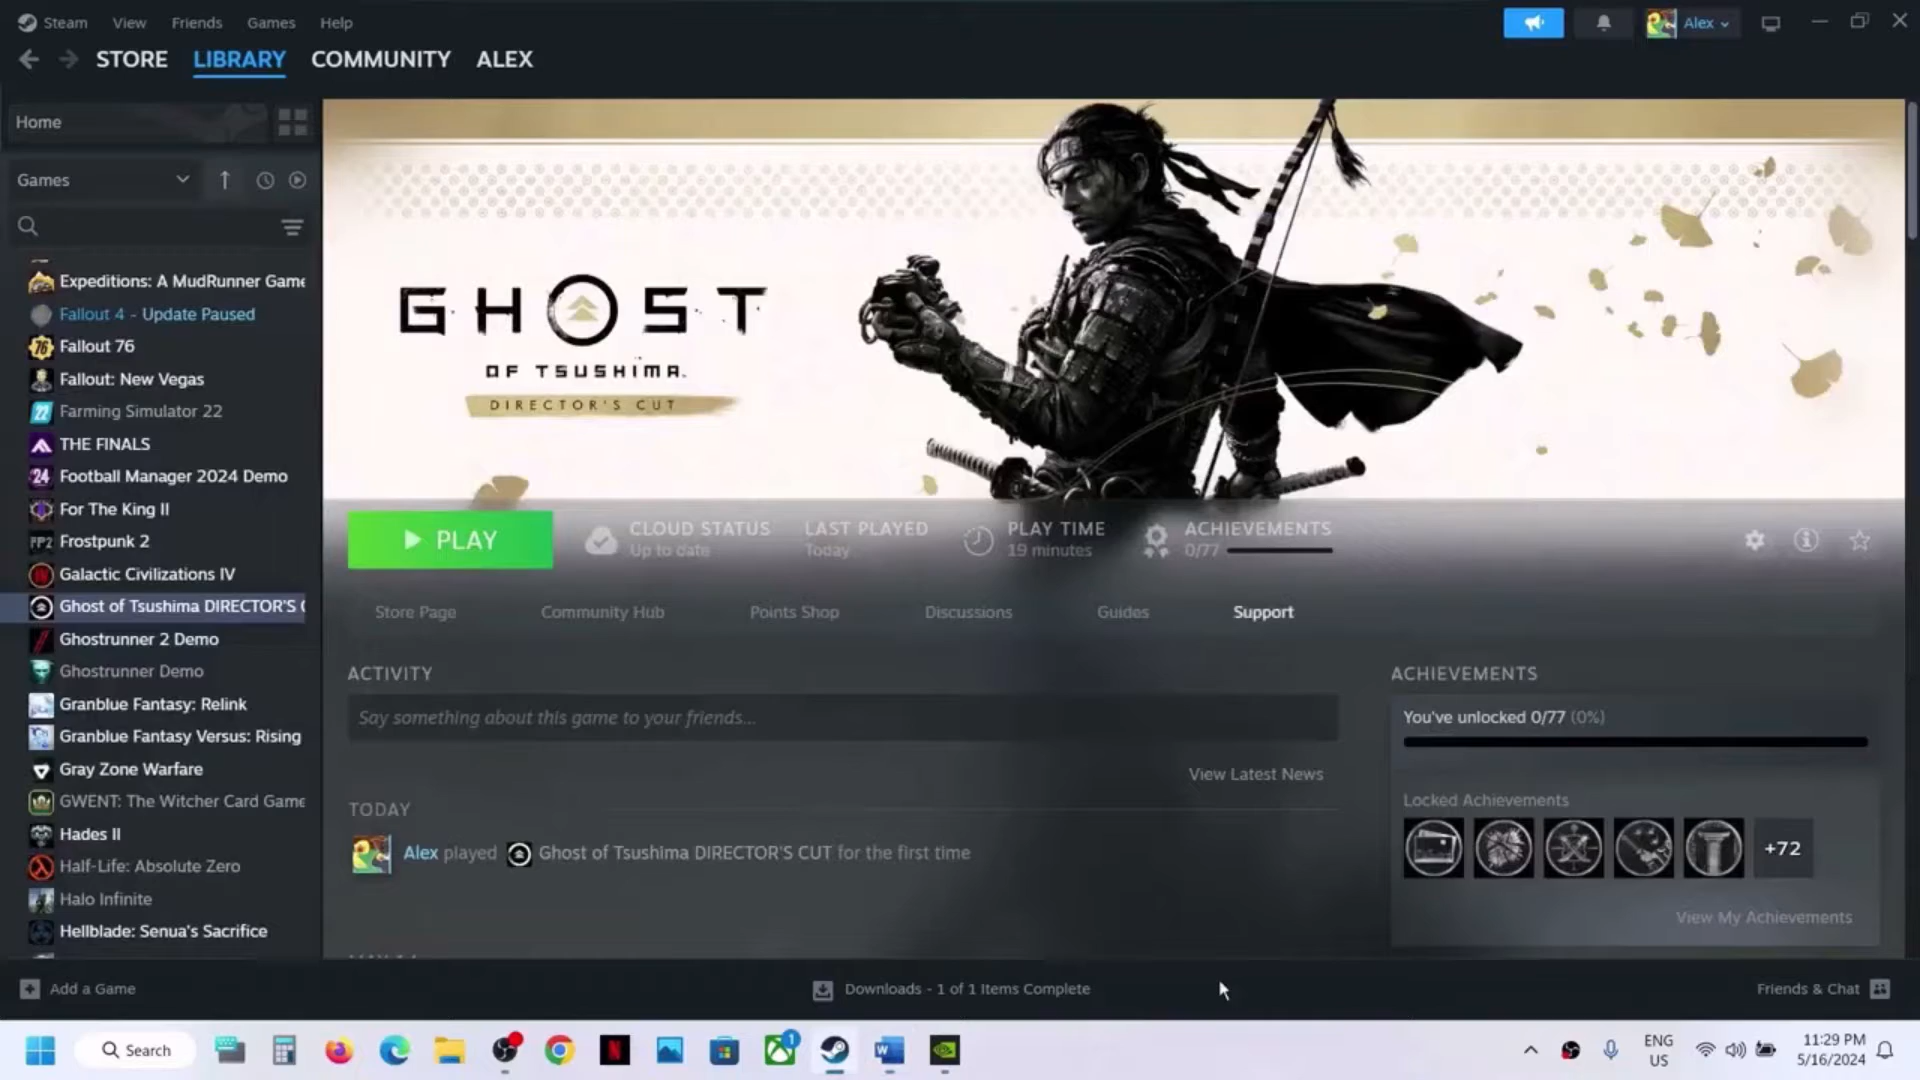 Steam View Friends Games Help
Alex
STORE LIBRARY COMMUNITY ALEX
Home
Games
Expeditions: A MudRunner Game
Fallout 4 - Update Paused
Fallout 76
Fallout: New Vegas
Farming Simulator 22
THE FINALS
Football Manager 2024 Demo
For The King II
Frostpunk 2
Galactic Civilizations IV
Ghost of Tsushima DIRECTOR'S C
Ghostrunner 2 Demo
Ghostrunner Demo
Granblue Fantasy: Relink
Granblue Fantasy Versus: Rising
Gray Zone Warfare
GWENT: The Witcher Card Game
Hades II
Half-Life: Absolute Zero
Halo Infinite
Hellblade: Senua's Sacrifice
GHOST
OF TSUSHIMA.
DIRECTOR'S CUT
PLAY
CLOUD STATUS
Up to date
LAST PLAYED
Today
PLAY TIME
19 minutes
ACHIEVEMENTS
0/77
Store Page Community Hub Points Shop Discussions Guides Support
ACTIVITY
Say something about this game to your friends...
View Latest News
TODAY
Alex played Ghost of Tsushima DIRECTOR'S CUT for the first time
ACHIEVEMENTS
You've unlocked 0/77 (0%)
Locked Achievements
+72
View My Achievements
Add a Game
Downloads - 1 of 1 Items Complete
Friends & Chat
Search
1
ENG
US
11:29 PM
5/16/2024